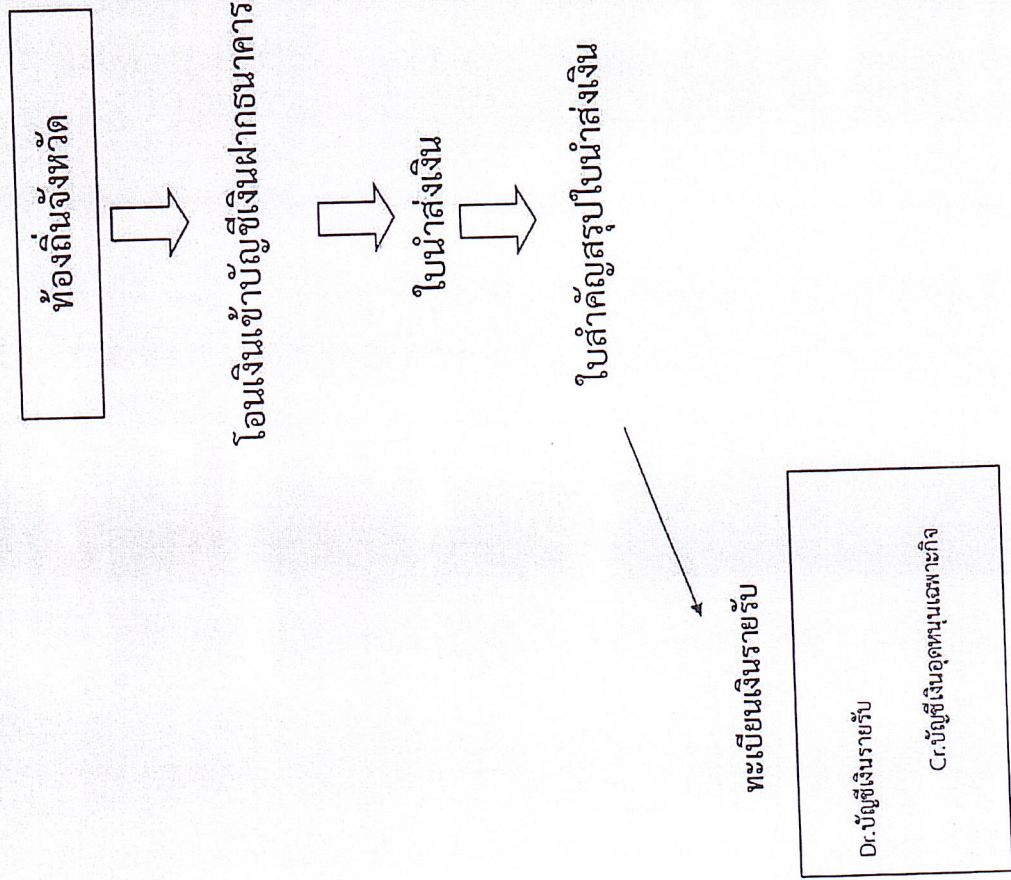 ท้องถิ่นจังหวัด
โอนเงินเข้าบัญชีเงินฝากธนาคาร
ใบนำส่งเงิน
ใบสำคัญสรุปใบนำส่งเงิน
ทะเบียนเงินรายรับ
Dr.บัญชีเงินรายรับ
Cr.บัญชีเงินอุดหนุนเฉพาะกิจ